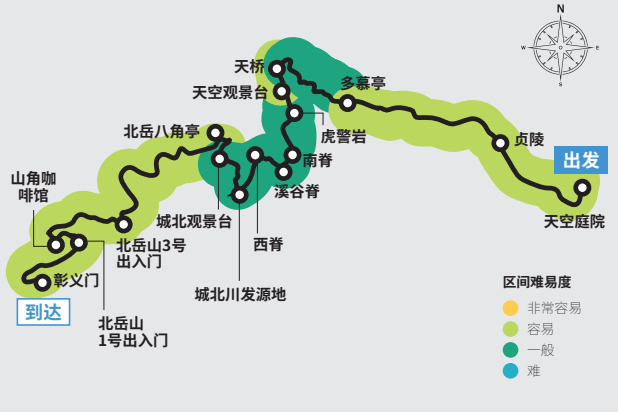 N
W
E
S
天桥
天空观景台
多慕亭
北岳八角亭
虎警岩
贞陵
南脊
出发
山角咖
啡馆
溪谷脊
城北观景台
天空庭院
北岳山3号
出入门
西脊
彰义门
城北川发源地
区间难易度
到达
非常容易
北岳山
1号出入门
容易
一般
难